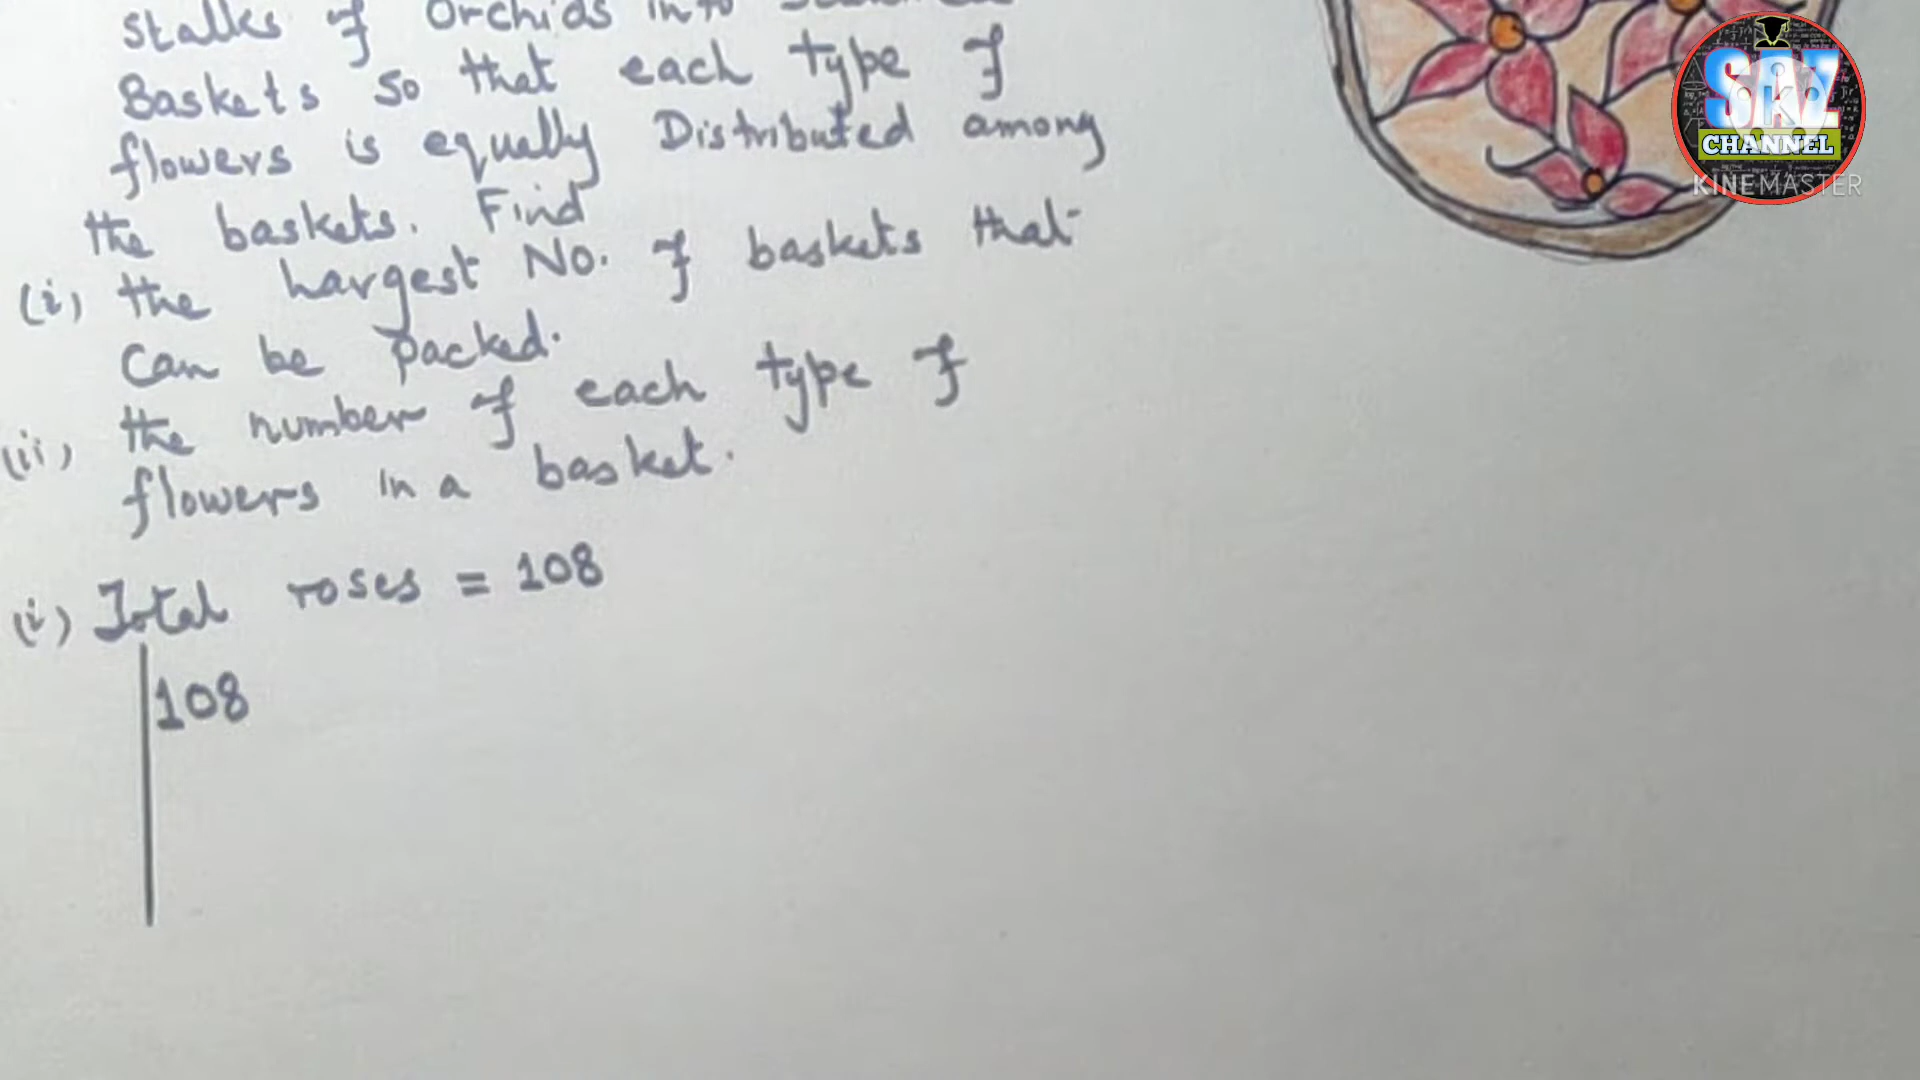 Stalks of Orchids into
Baskets so that each type of
flowers is equally Distributed among
the baskets. Find
(i) the largest No. of baskets that
can be packed.
(ii) the number of each type of
flowers in a basket.
(i) Total roses = 108
108
SAZ
CHANNEL
KINEMASTER